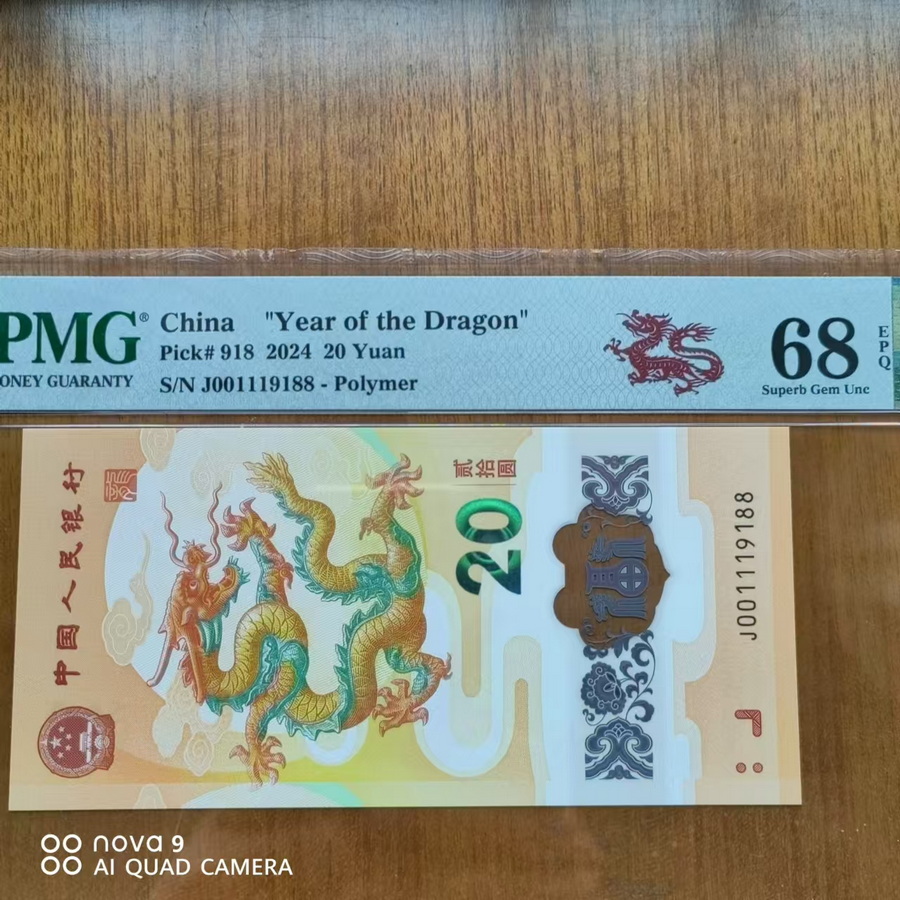 PMG®
ONEY GUARANTY
China "Year of the Dragon"
Pick# 918 2024 20 Yuan
S/N J001119188 - Polymer
68
EPQ
Superb Gem Unc
中国人民银行
贰拾圆
20
J001119188
nova 9
AI QUAD CAMERA